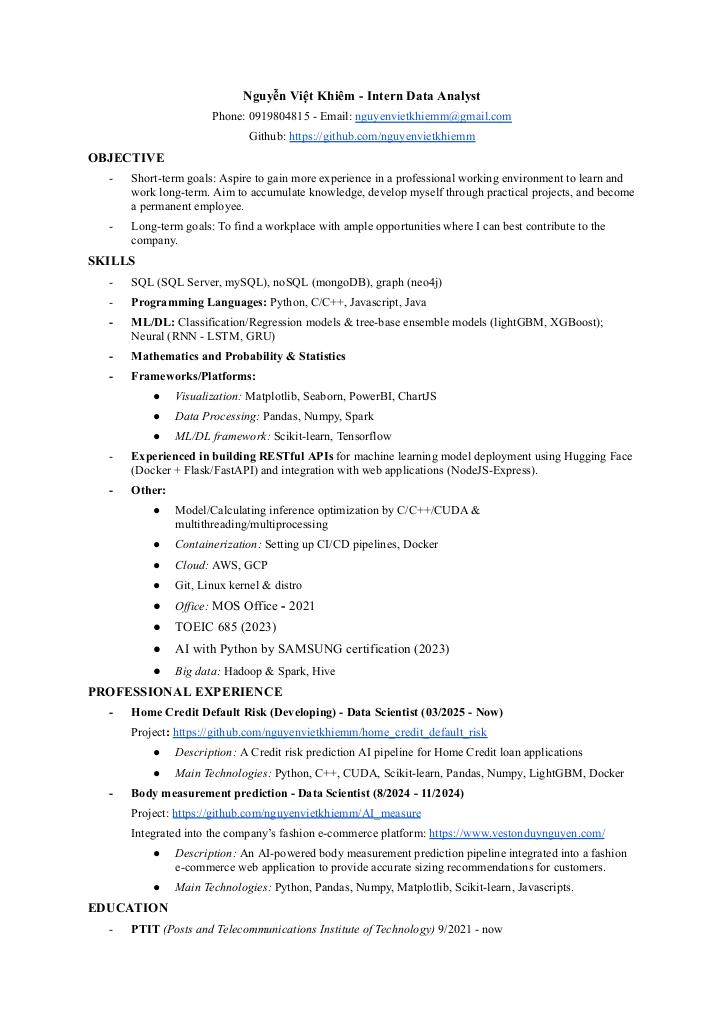 Nguyễn Việt Khiêm - Intern Data Analyst
Phone: 0919804815 - Email: nguyenvietkhiemm@gmail.com
Github: https://github.com/nguyenvietkhiemm
OBJECTIVE
- Short-term goals: Aspire to gain more experience in a professional working environment to learn and
work long-term. Aim to accumulate knowledge, develop myself through practical projects, and become
a permanent employee.
- Long-term goals: To find a workplace with ample opportunities where I can best contribute to the
company.
SKILLS
- SQL (SQL Server, mySQL), noSQL (mongoDB), graph (neo4j)
- Programming Languages: Python, C/C++, Javascript, Java
- ML/DL: Classification/Regression models & tree-base ensemble models (lightGBM, XGBoost);
Neural (RNN - LSTM, GRU)
- Mathematics and Probability & Statistics
- Frameworks/Platforms:
● Visualization: Matplotlib, Seaborn, PowerBI, ChartJS
● Data Processing: Pandas, Numpy, Spark
● ML/DL framework: Scikit-learn, Tensorflow
- Experienced in building RESTful APIs for machine learning model deployment using Hugging Face
(Docker + Flask/FastAPI) and integration with web applications (NodeJS-Express).
- Other:
● Model/Calculating inference optimization by C/C++/CUDA &
multithreading/multiprocessing
● Containerization: Setting up CI/CD pipelines, Docker
● Cloud: AWS, GCP
● Git, Linux kernel & distro
● Office: MOS Office - 2021
● TOEIC 685 (2023)
● AI with Python by SAMSUNG certification (2023)
● Big data: Hadoop & Spark, Hive
PROFESSIONAL EXPERIENCE
- Home Credit Default Risk (Developing) - Data Scientist (03/2025 - Now)
Project: https://github.com/nguyenvietkhiemm/home_credit_default_risk
● Description: A Credit risk prediction AI pipeline for Home Credit loan applications
● Main Technologies: Python, C++, CUDA, Scikit-learn, Pandas, Numpy, LightGBM, Docker
- Body measurement prediction - Data Scientist (8/2024 - 11/2024)
Project: https://github.com/nguyenvietkhiemm/AI_measure
Integrated into the company's fashion e-commerce platform: https://www.vestonduynguyen.com/
● Description: An AI-powered body measurement prediction pipeline integrated into a fashion
e-commerce web application to provide accurate sizing recommendations for customers.
● Main Technologies: Python, Pandas, Numpy, Matplotlib, Scikit-learn, Javascripts.
EDUCATION
- PTIT (Posts and Telecommunications Institute of Technology) 9/2021 - now